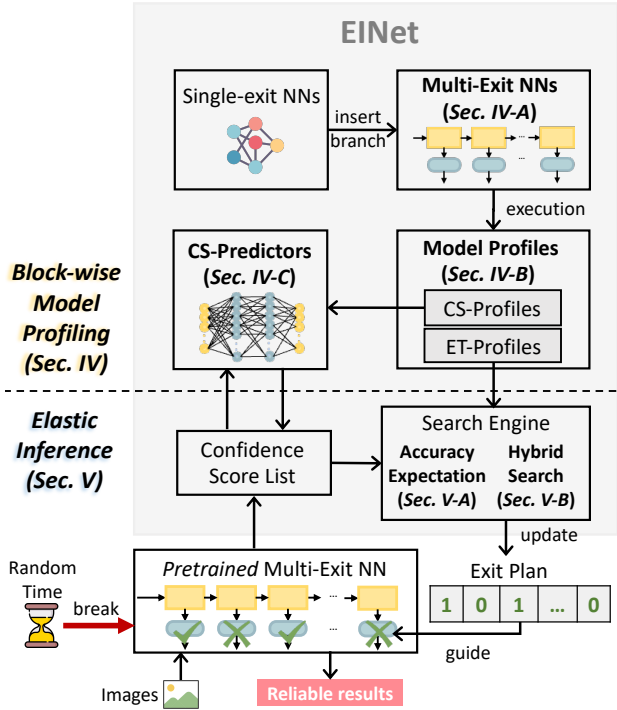 EINet
Single-exit NNs
insert
branch
Multi-Exit NNs
(Sec. IV-A)
...
...
execution
Block-wise
Model
Profiling
(Sec. IV)
CS-Predictors
(Sec. IV-C)
Model Profiles
(Sec. IV-B)
CS-Profiles
ET-Profiles
Elastic
Inference
(Sec. V)
Confidence
Score List
Search Engine
Accuracy
Expectation
(Sec. V-A)
Hybrid
Search
(Sec. V-B)
update
Random
Time
break
Pretrained Multi-Exit NN
...
...
Exit Plan
1 0 1 ... 0
guide
Images
Reliable results